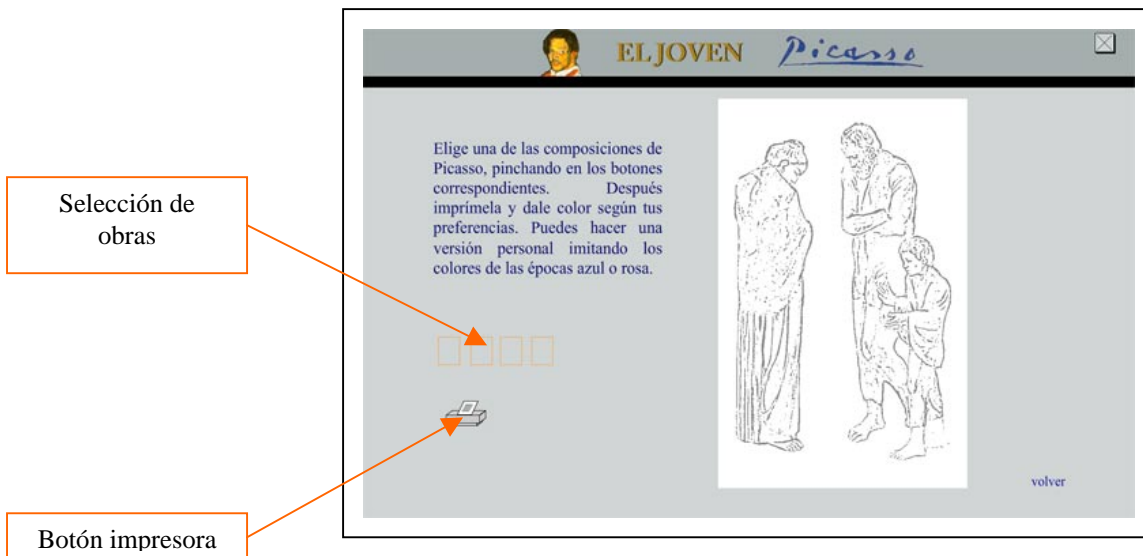 EL JOVEN Picasso
Elige una de las composiciones de
Picasso, pinchando en los botones
correspondientes. Después
imprímela y dale color según tus
preferencias. Puedes hacer una
versión personal imitando los
colores de las épocas azul o rosa.
Selección de
obras
volver
Botón impresora